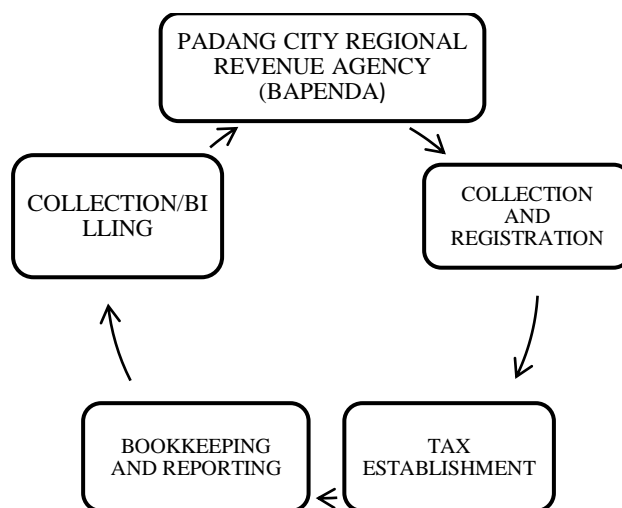 PADANG CITY REGIONAL
REVENUE AGENCY
(BAPENDA)
COLLECTION
AND
REGISTRATION
TAX
ESTABLISHMENT
BOOKKEEPING
AND REPORTING
COLLECTION/BI
LLING